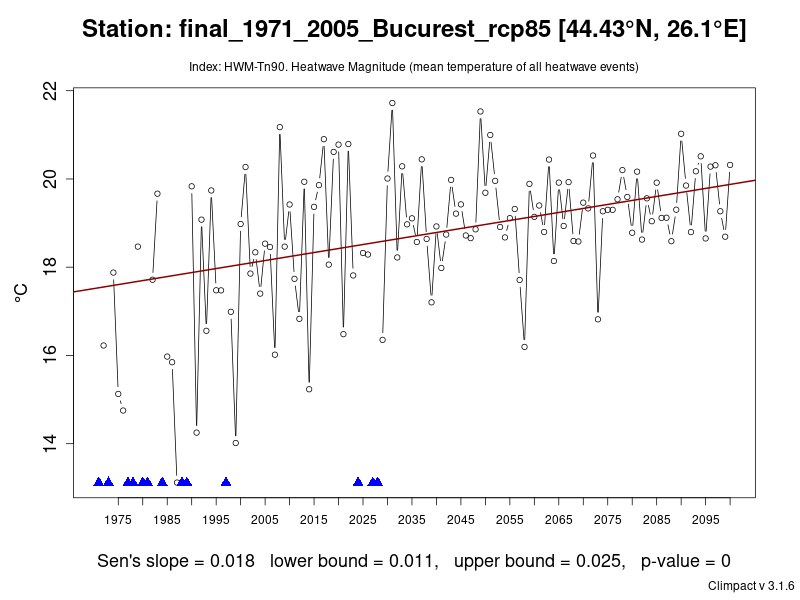 Station: final_1971_2005_Bucurest_rcp85 [44.43°N, 26.1°E]
Index: HWM-Tn90. Heatwave Magnitude (mean temperature of all heatwave events)
22
20
18
16
14
°C
1975 1985 1995 2005 2015 2025 2035 2045 2055 2065 2075 2085 2095
Sen's slope = 0.018 lower bound = 0.011, upper bound = 0.025, p-value = 0
Climpact v 3.1.6